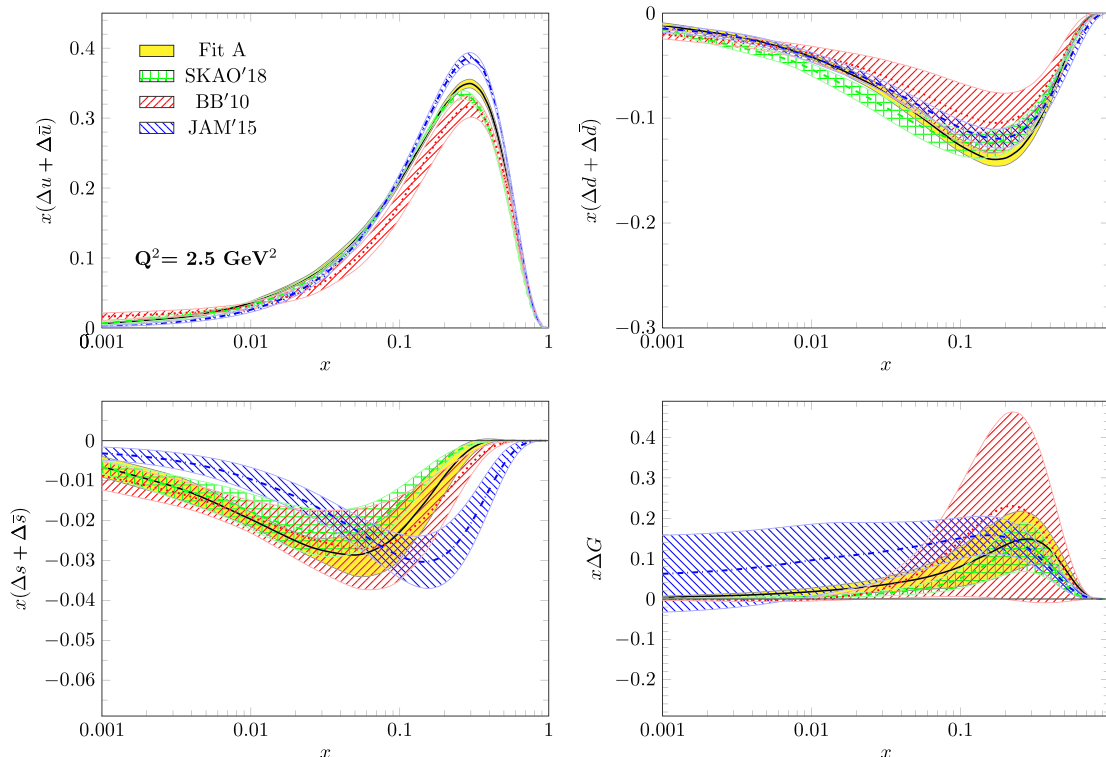 x(Δu + Δū)
0.4
0.3
0.2
0.1
0
Fit A
SKAO′18
BB′10
JAM′15
Q²= 2.5 GeV²
0
0.001
0.01
0.1
1
x
x(Δd + Δd̄)
0
−0.1
−0.2
−0.3
0.001
0.01
0.1
x
x(Δs + Δs̄)
0
−0.01
−0.02
−0.03
−0.04
−0.05
−0.06
0.001
0.01
0.1
1
x
xΔG
0.4
0.3
0.2
0.1
0
−0.1
−0.2
0.001
0.01
0.1
x